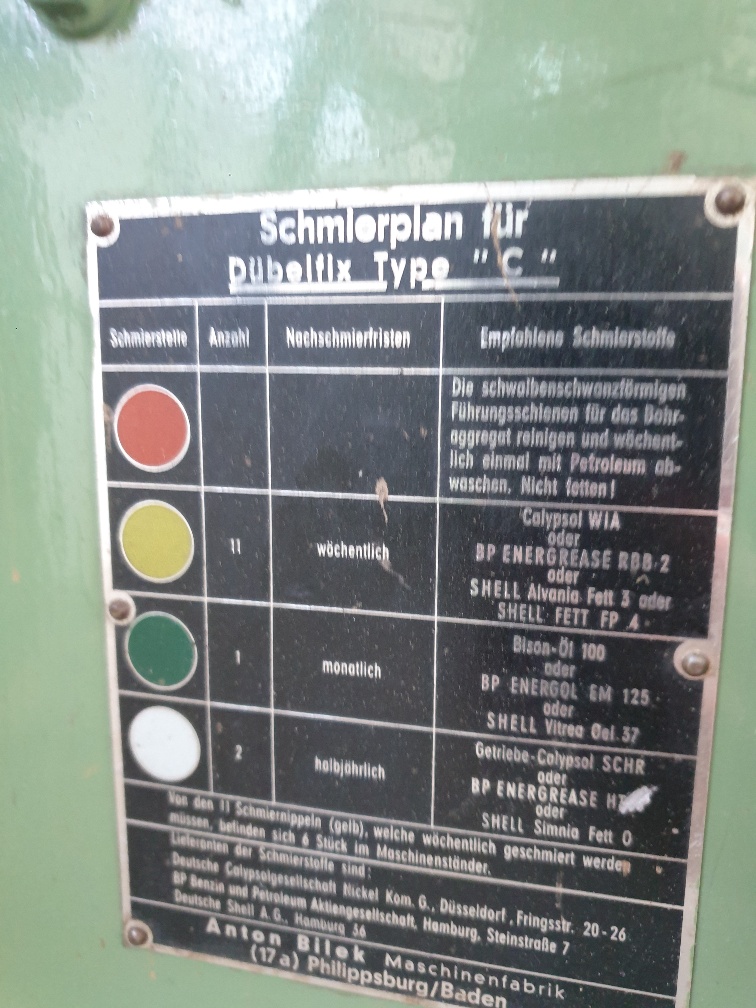 Schmierplan für
Dübelfix Type "C"
Schmierstelle Anzahl Nachschmierfristen Empfohlene Schmierstoffe
Die schwalbenschwanzförmigen
Führungsschienen für das Bohr-
aggregat reinigen und wöchent-
lich einmal mit Petroleum ab-
waschen. Nicht fetten!
11 wöchentlich
Calypsol WIA
oder
BP ENERGREASE RBB 2
oder
SHELL Alvania Fett 3 oder
SHELL FETT FP 4
1 monatlich
Bison-Öl 100
oder
BP ENERGOL EM 125
oder
SHELL Vitrea Oel 37
2 halbjährlich
Getriebe-Calypsol SCHR
oder
BP ENERGREASE
oder
SHELL Simnia Fett 0
Von den 11 Schmiernippeln (gelb), welche wöchentlich geschmiert werden
müssen, befinden sich 6 Stück im Maschinenständer.
Lieferanten der Schmierstoffe sind:
Deutsche Calypsolgesellschaft Nickel Kom. G., Düsseldorf, Fringsstr. 20-26
BP Benzin und Petroleum Aktiengesellschaft, Hamburg, Steinstraße 7
Deutsche Shell A.G., Hamburg 36
Anton Bilek Maschinenfabrik
(17a) Philippsburg/Baden